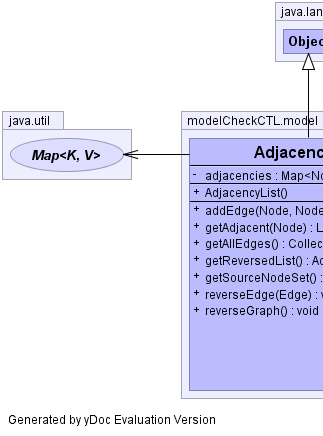 java.lan
Objec
java.util
Map<K, V>
modelCheckCTL.model
Adjacenc
- adjacencies : Map<No
+ AdjacencyList()
+ addEdge(Node, Node
+ getAdjacent(Node) : L
+ getAllEdges() : Collec
+ getReversedList() : Ad
+ getSourceNodeSet() :
+ reverseEdge(Edge) : v
+ reverseGraph() : void
Generated by yDoc Evaluation Version